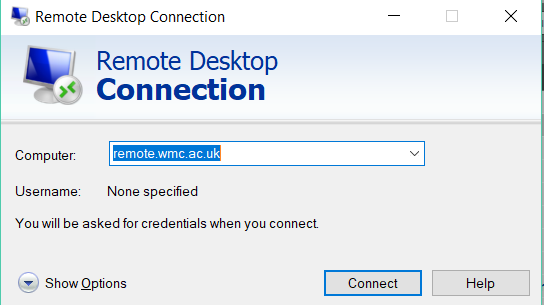 Remote Desktop Connection
Remote Desktop
Connection
Computer: remote.wmc.ac.uk
Username: None specified
You will be asked for credentials when you connect.
Show Options Connect Help